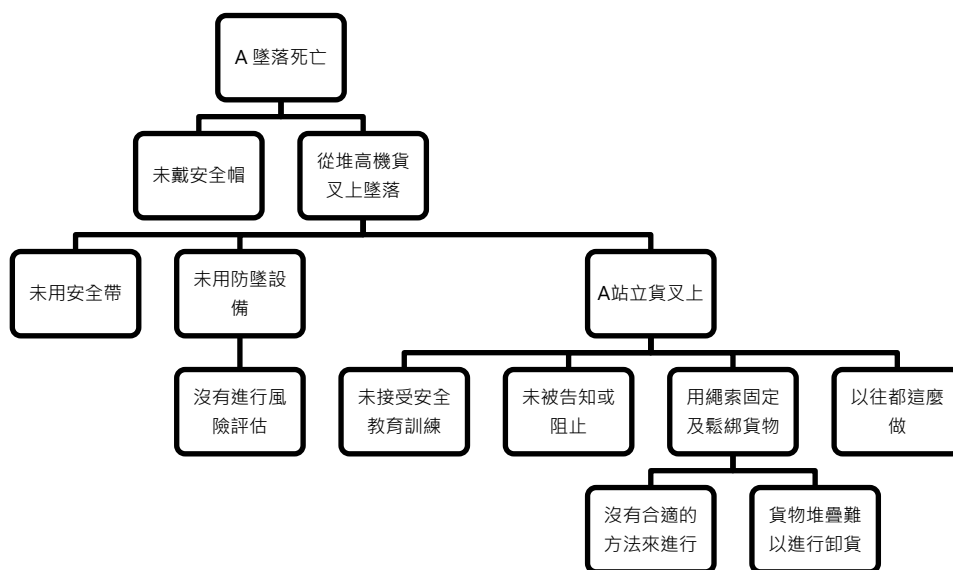 A 墜落死亡
未戴安全帽
從堆高機貨
叉上墜落
未用安全帶
未用防墜設
備
A站立貨叉上
沒有進行風
險評估
未接受安全
教育訓練
未被告知或
阻止
用繩索固定
及鬆綁貨物
以往都這麼
做
沒有合適的
方法來進行
貨物堆疊難
以進行卸貨